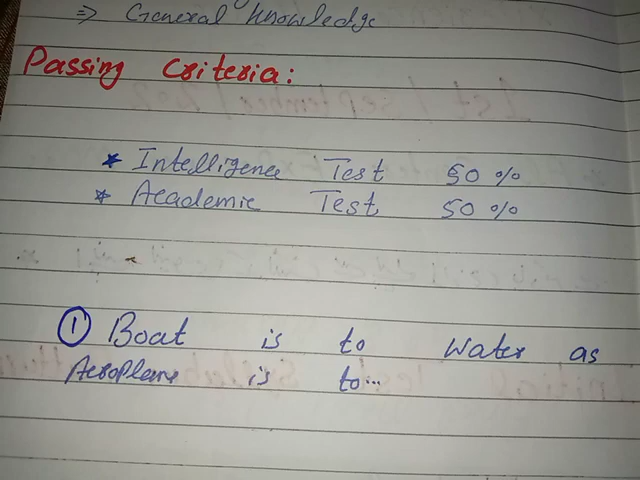 ⇒ General knowledge
Passing Criteria:
* Intelligence Test 50 %
* Academic Test 50 %
① Boat is to water as
Aeroplane is to...